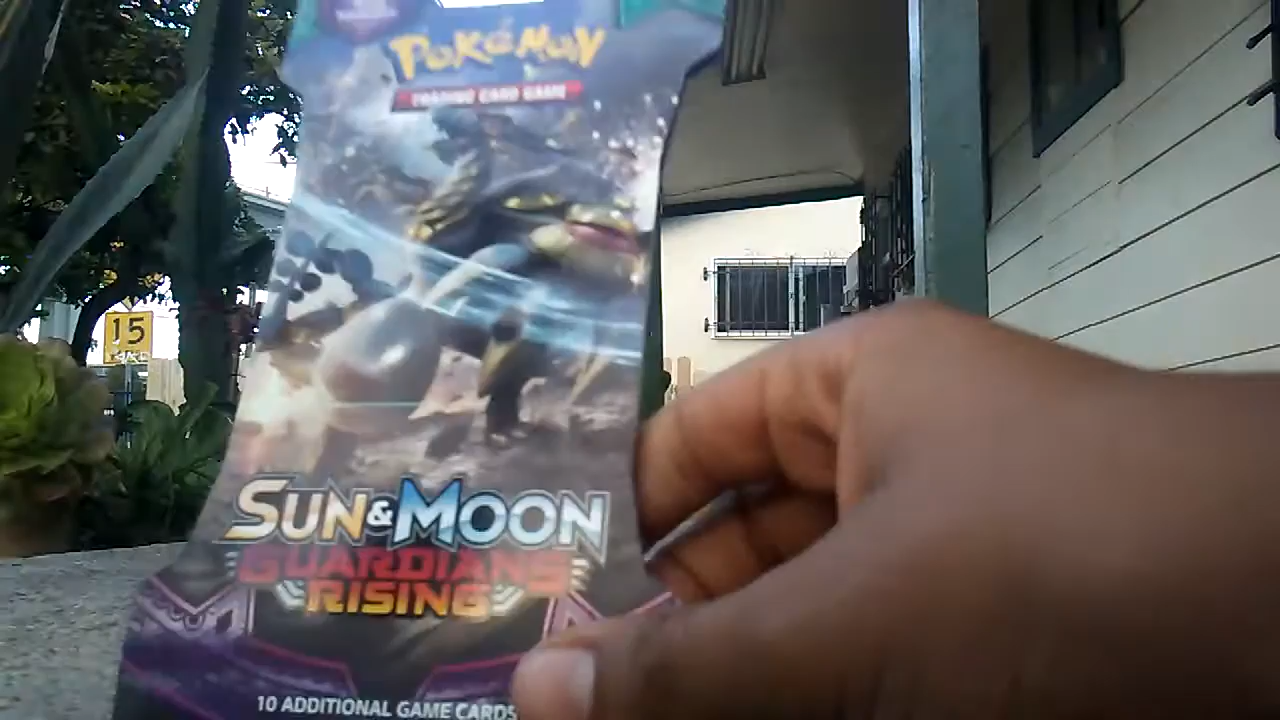 POKéMON
TRADING CARD GAME
15
SUN & MOON
GUARDIANS
RISING
10 ADDITIONAL GAME CARDS